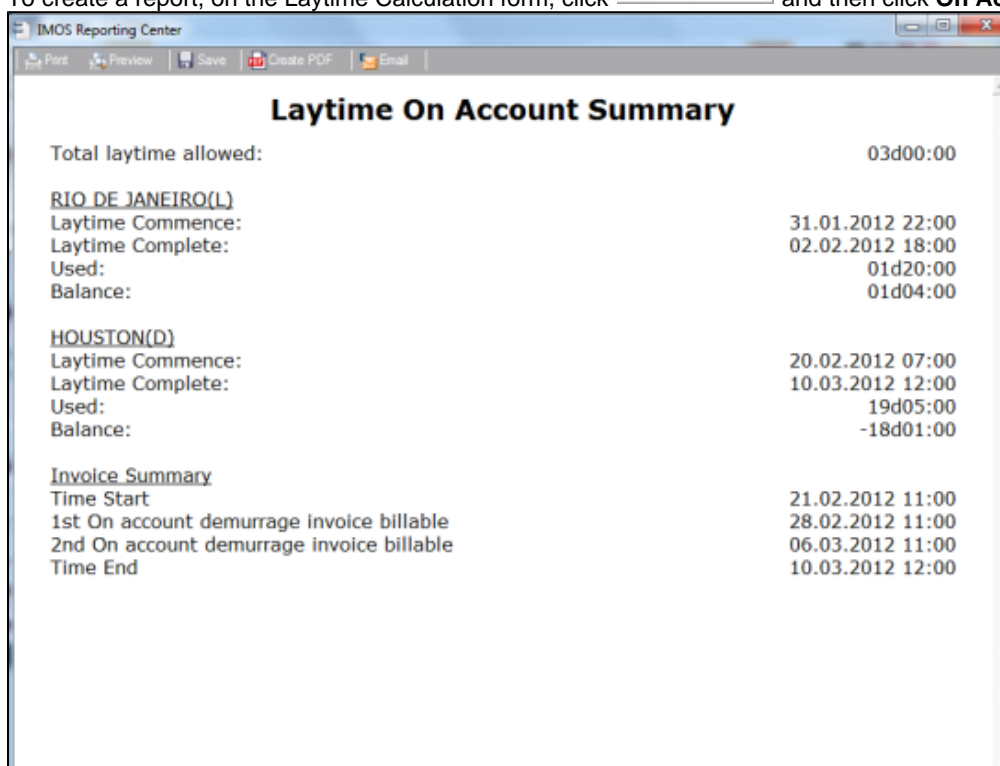 To create a report, on the Laytime Calculation form, click and then click On Ac
IMOS Reporting Center
Print Preview Save Create PDF Email
Laytime On Account Summary
Total laytime allowed: 03d00:00
RIO DE JANEIRO(L)
Laytime Commence: 31.01.2012 22:00
Laytime Complete: 02.02.2012 18:00
Used: 01d20:00
Balance: 01d04:00
HOUSTON(D)
Laytime Commence: 20.02.2012 07:00
Laytime Complete: 10.03.2012 12:00
Used: 19d05:00
Balance: -18d01:00
Invoice Summary
Time Start 21.02.2012 11:00
1st On account demurrage invoice billable 28.02.2012 11:00
2nd On account demurrage invoice billable 06.03.2012 11:00
Time End 10.03.2012 12:00